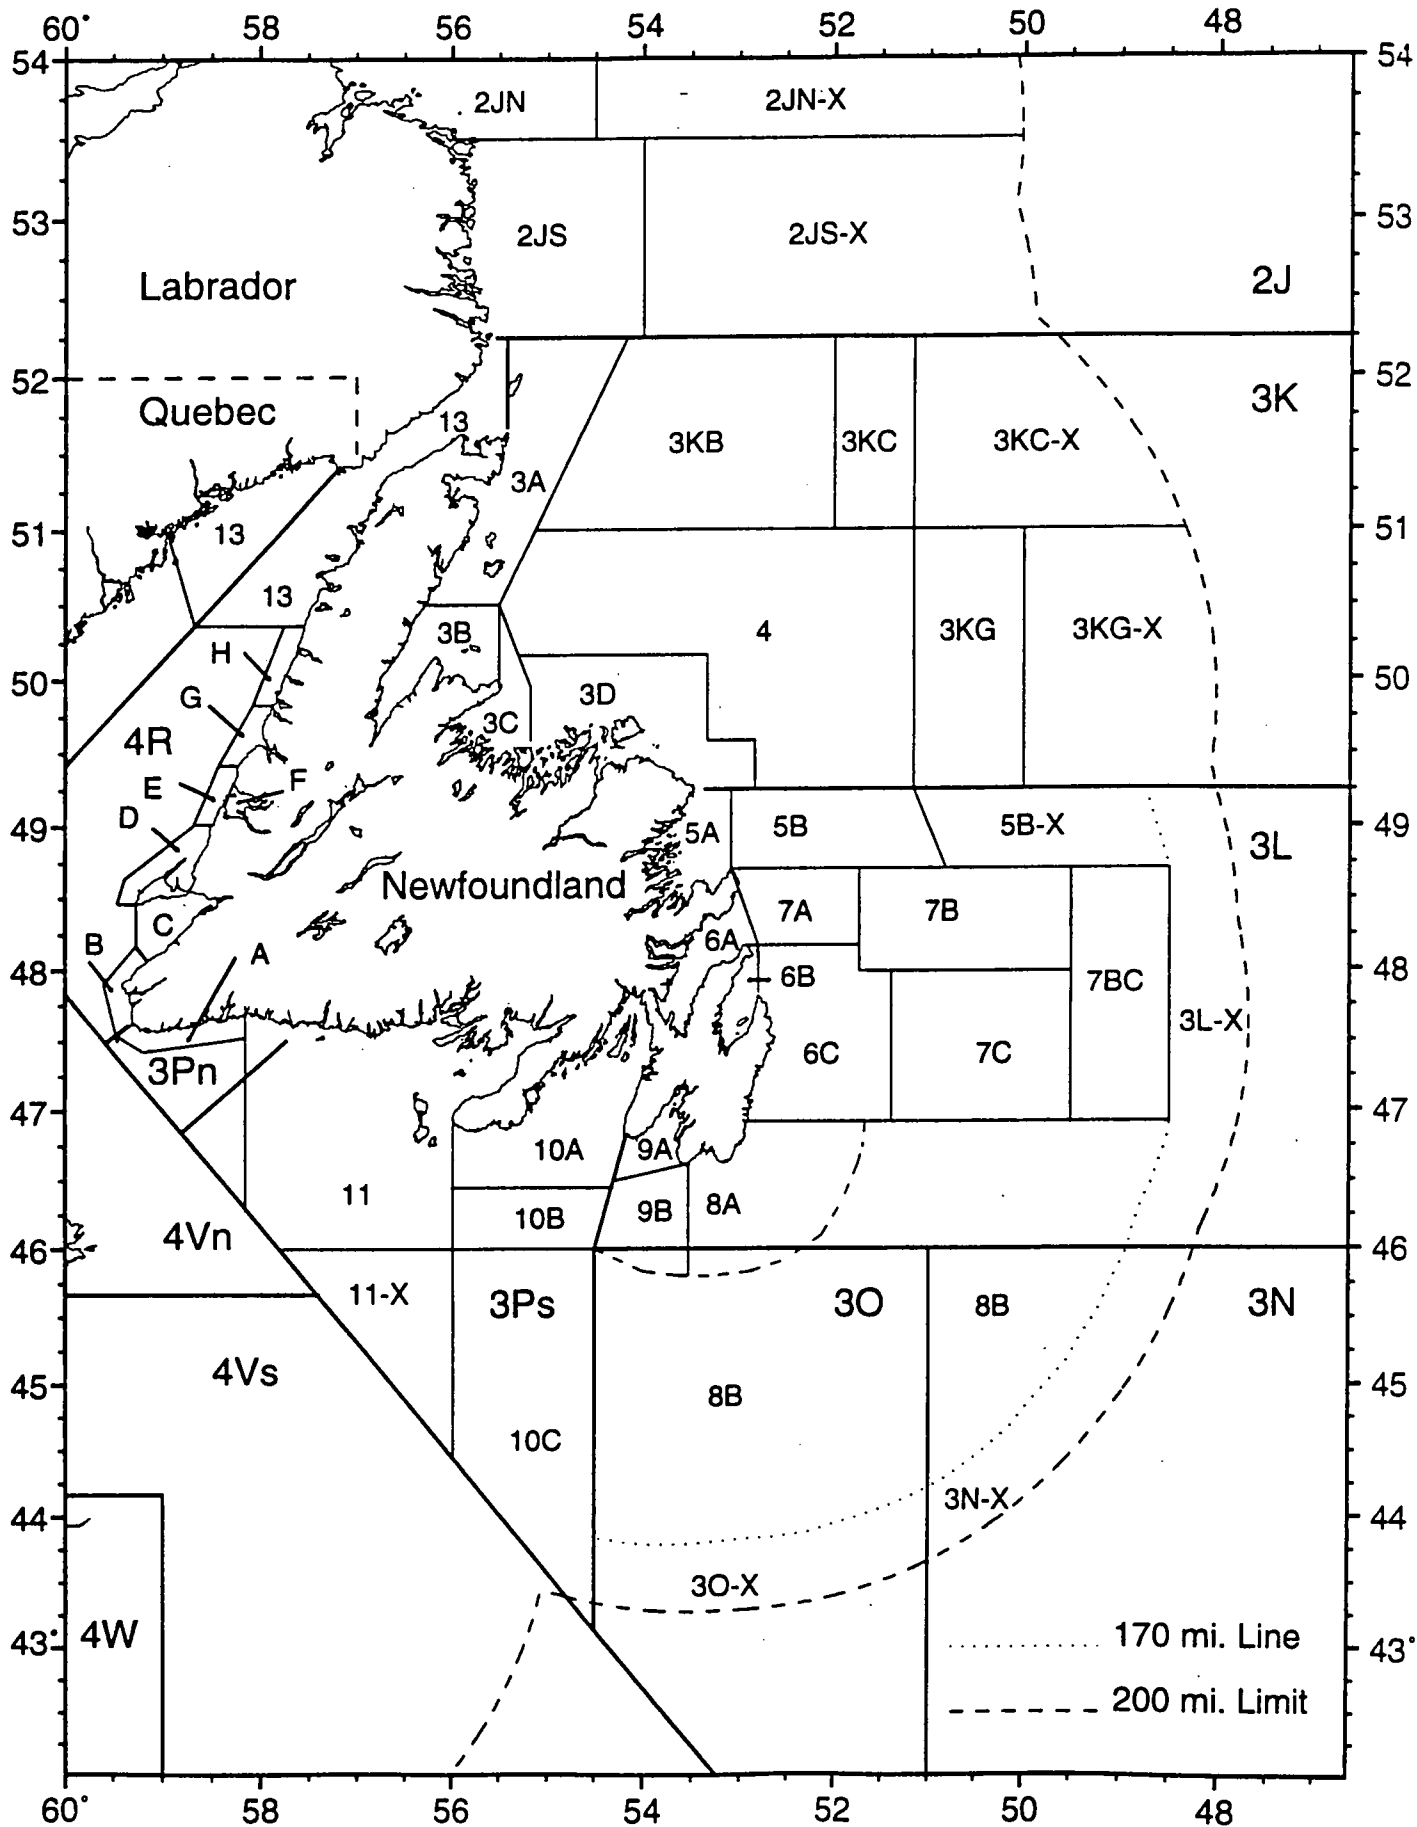 60° 58 56 54 52 50 48
54 54
2JN 2JN-X
53 53
2JS 2JS-X
Labrador 2J
52 52
Quebec 3K
13
3KB 3KC 3KC-X
3A
51 51
13
13
3B 4 3KG 3KG-X
H
50 50
G 3D
3C
4R
E F
D
49 49
5A 5B 5B-X
3L
Newfoundland
7A 7B
C
B A 6A
48 48
6B 7BC
3L-X
6C 7C
3Pn
47 47
10A 9A
11
10B 9B 8A
4Vn
46 46
11-X 3Ps 3O 8B 3N
4Vs
45 45
8B
10C
3N-X
44 44
3O-X
4W
43° 43°
170 mi. Line
200 mi. Limit
60° 58 56 54 52 50 48